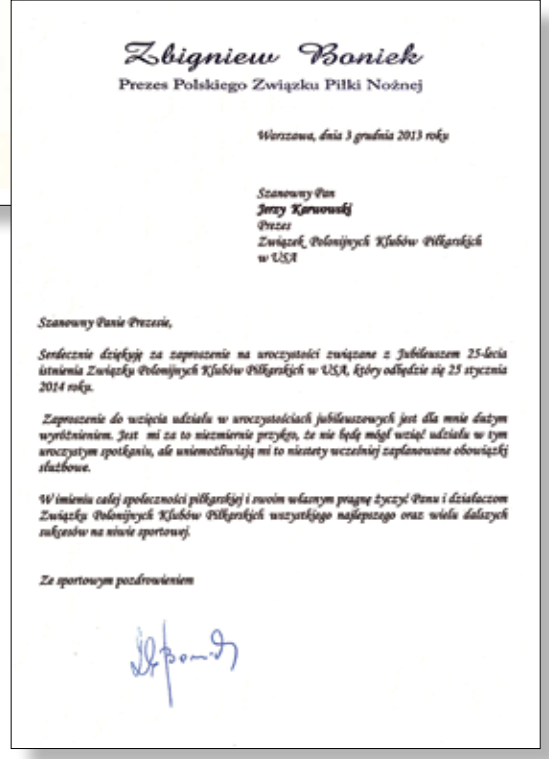 Zbigniew Boniek
Prezes Polskiego Związku Piłki Nożnej
Warszawa, dnia 3 grudnia 2013 roku
Szanowny Pan
Jerzy Karwowski
Prezes
Związek Polonijnych Klubów Piłkarskich
w USA
Szanowny Panie Prezesie,
Serdecznie dziękuję za zaproszenie na uroczystości związane z Jubileuszem 25-lecia
istnienia Związku Polonijnych Klubów Piłkarskich w USA, który odbędzie się 25 stycznia
2014 roku.
Zaproszenie do wzięcia udziału w uroczystościach jubileuszowych jest dla mnie dużym
wyróżnieniem. Jest mi za to niezmiernie przykro, że nie będę mógł wziąć udziału w tym
uroczystym spotkaniu, ale uniemożliwiają mi to niestety wcześniej zaplanowane obowiązki
służbowe.
W imieniu całej społeczności piłkarskiej i swoim własnym pragnę życzyć Panu i działaczom
Związku Polonijnych Klubów Piłkarskich wszystkiego najlepszego oraz wielu dalszych
sukcesów na niwie sportowej.
Ze sportowym pozdrowieniem